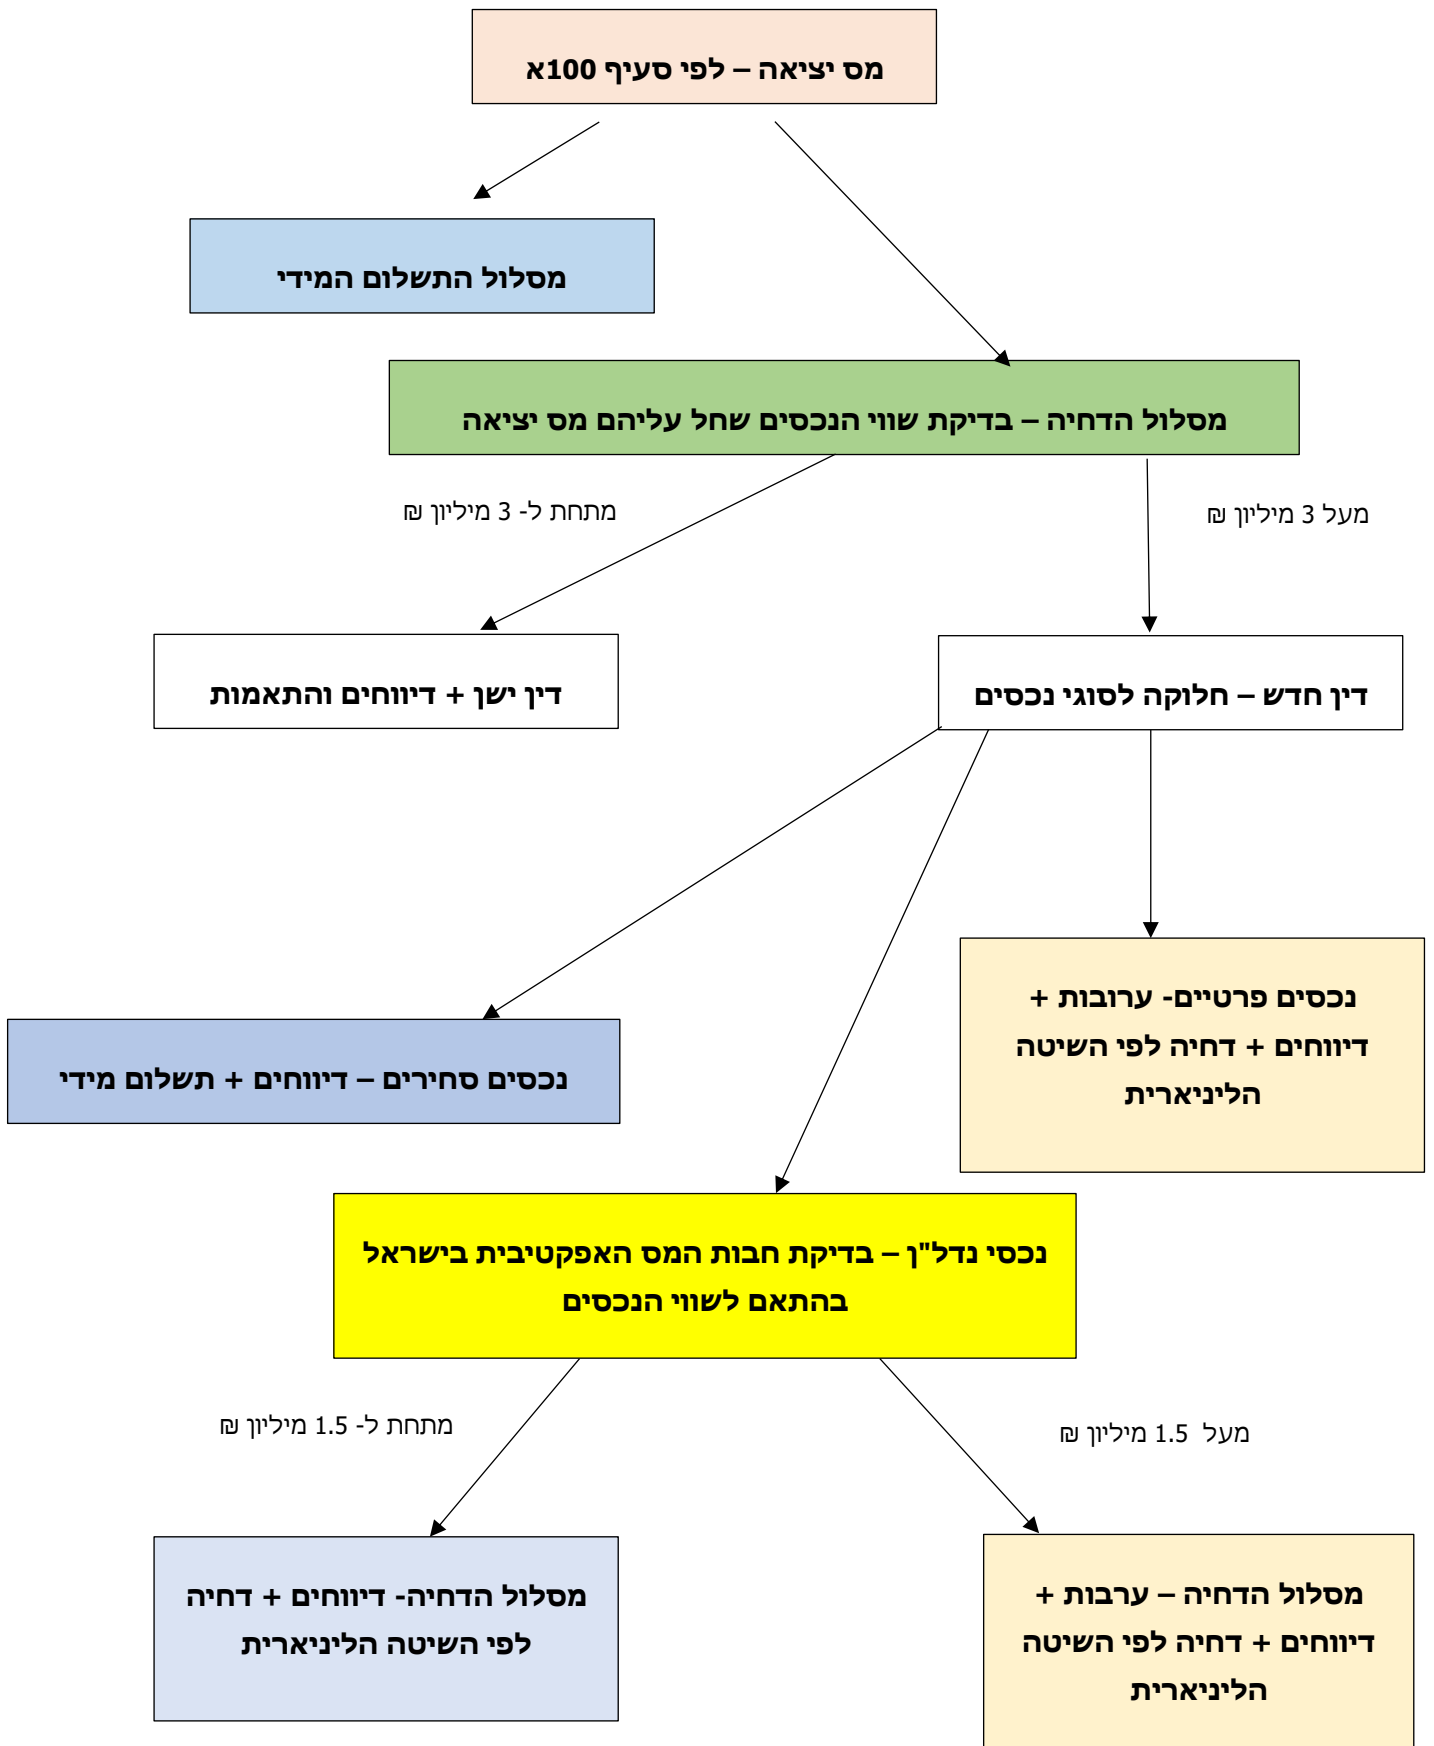 מס יציאה – לפי סעיף 100א
מסלול התשלום המידי
מסלול הדחיה – בדיקת שווי הנכסים שחל עליהם מס יציאה
מעל 3 מיליון ₪
מתחת ל- 3 מיליון ₪
דין חדש – חלוקה לסוגי נכסים
דין ישן + דיווחים והתאמות
נכסים פרטיים- ערובות +
דיווחים + דחיה לפי השיטה
הליניארית
נכסים סחירים – דיווחים + תשלום מידי
נכסי נדל"ן – בדיקת חבות המס האפקטיבית בישראל
בהתאם לשווי הנכסים
מעל 1.5 מיליון ₪
מתחת ל- 1.5 מיליון ₪
מסלול הדחיה – ערבות +
דיווחים + דחיה לפי השיטה
הליניארית
מסלול הדחיה- דיווחים + דחיה
לפי השיטה הליניארית